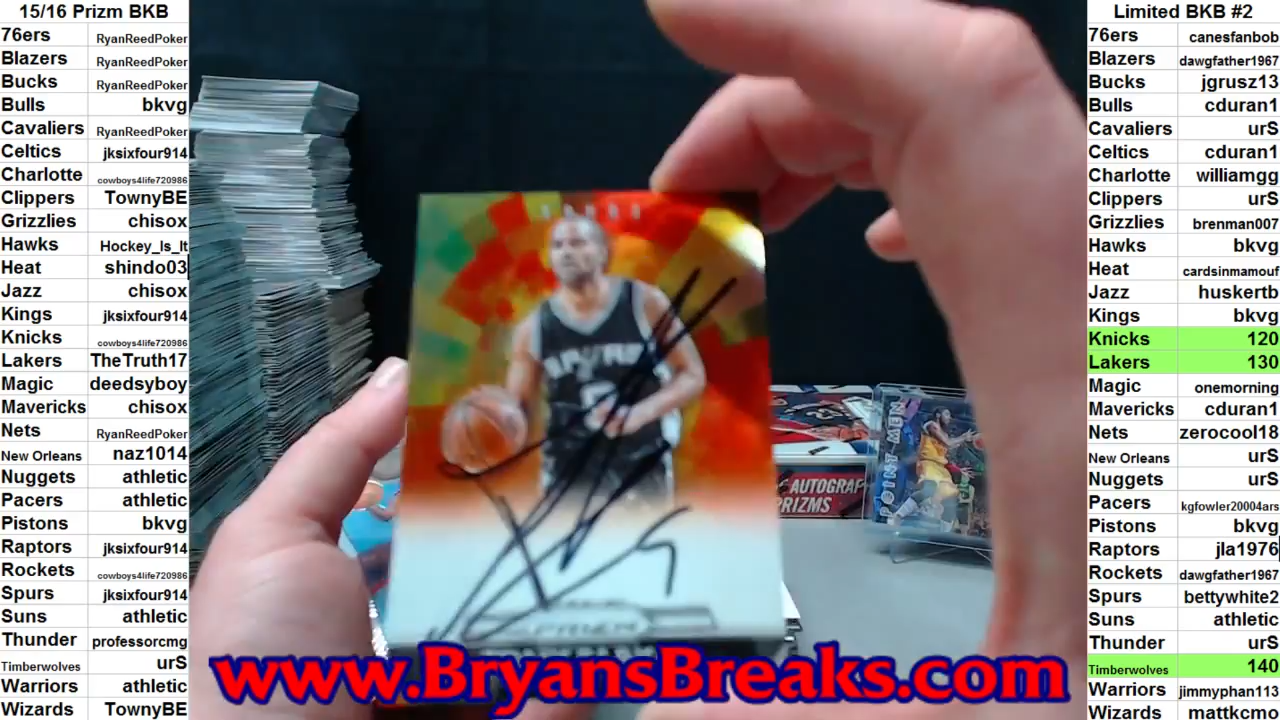 15/16 Prizm BKB
76ers RyanReedPoker
Blazers RyanReedPoker
Bucks RyanReedPoker
Bulls bkvg
Cavaliers RyanReedPoker
Celtics jksixfour914
Charlotte cowboys4life720986
Clippers TownyBE
Grizzlies chisox
Hawks Hockey_Is_It
Heat shindo03
Jazz chisox
Kings jksixfour914
Knicks cowboys4life720986
Lakers TheTruth17
Magic deedsyboy
Mavericks chisox
Nets RyanReedPoker
New Orleans naz1014
Nuggets athletic
Pacers athletic
Pistons bkvg
Raptors jksixfour914
Rockets cowboys4life720986
Spurs jksixfour914
Suns athletic
Thunder professorcmg
Timberwolves urS
Warriors athletic
Wizards TownyBE
SPURS
AUTOGRAP
PRIZMS
POINT MEN
PRIZM
www.BryansBreaks.com
Limited BKB #2
76ers canesfanbob
Blazers dawgfather1967
Bucks jgrusz13
Bulls cduran1
Cavaliers urS
Celtics cduran1
Charlotte williamgg
Clippers urS
Grizzlies brenman007
Hawks bkvg
Heat cardsinmamouf
Jazz huskertb
Kings bkvg
Knicks 120
Lakers 130
Magic onemorning
Mavericks cduran1
Nets zerocool18
New Orleans urS
Nuggets urS
Pacers kgfowler20004ars
Pistons bkvg
Raptors jla1976
Rockets dawgfather1967
Spurs bettywhite2
Suns athletic
Thunder urS
Timberwolves 140
Warriors jimmyphan113
Wizards mattkcmo